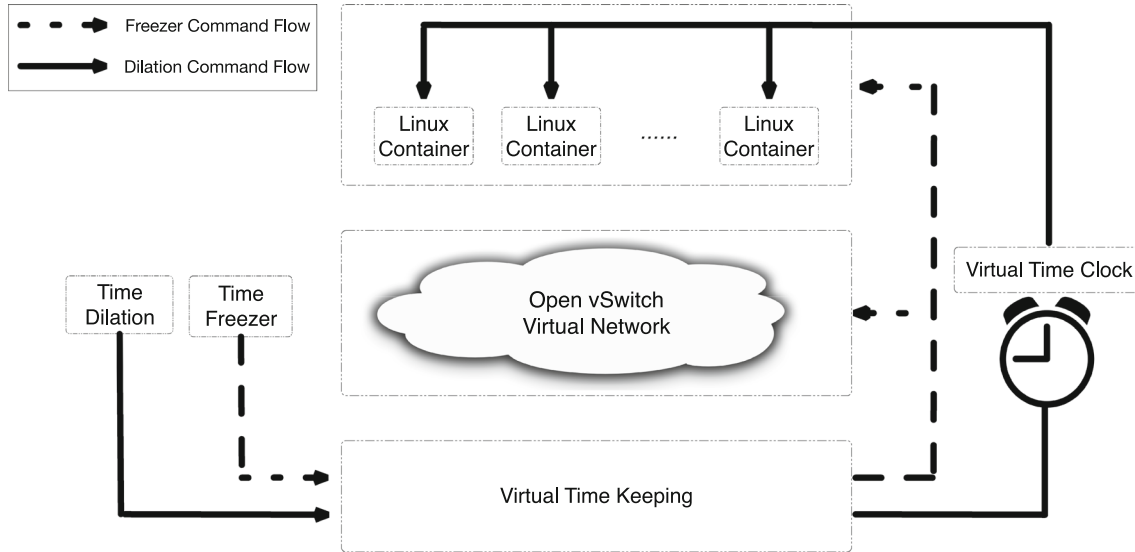 Freezer Command Flow
Dilation Command Flow
Linux
Container
Linux
Container
......
Linux
Container
Virtual Time Clock
Open vSwitch
Virtual Network
Time
Dilation
Time
Freezer
Virtual Time Keeping